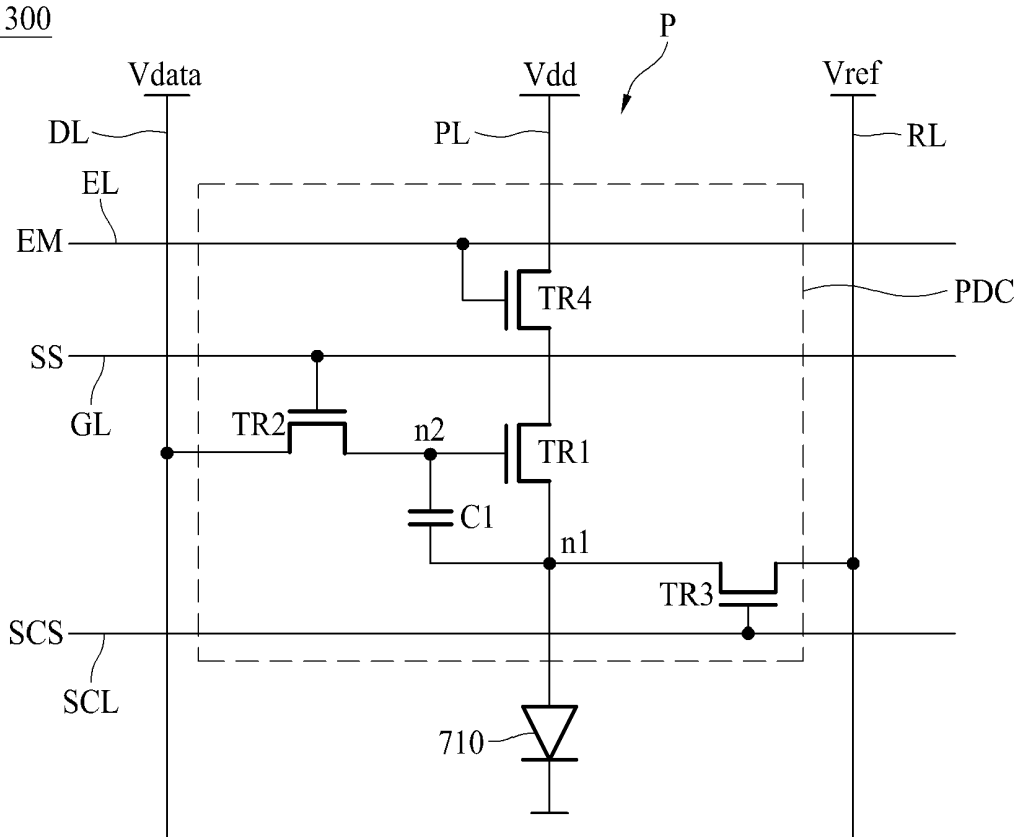 300
P
Vdata
Vdd
Vref
DL
PL
RL
EL
EM
TR4
PDC
SS
GL
TR2
n2
TR1
C1
n1
TR3
SCS
SCL
710